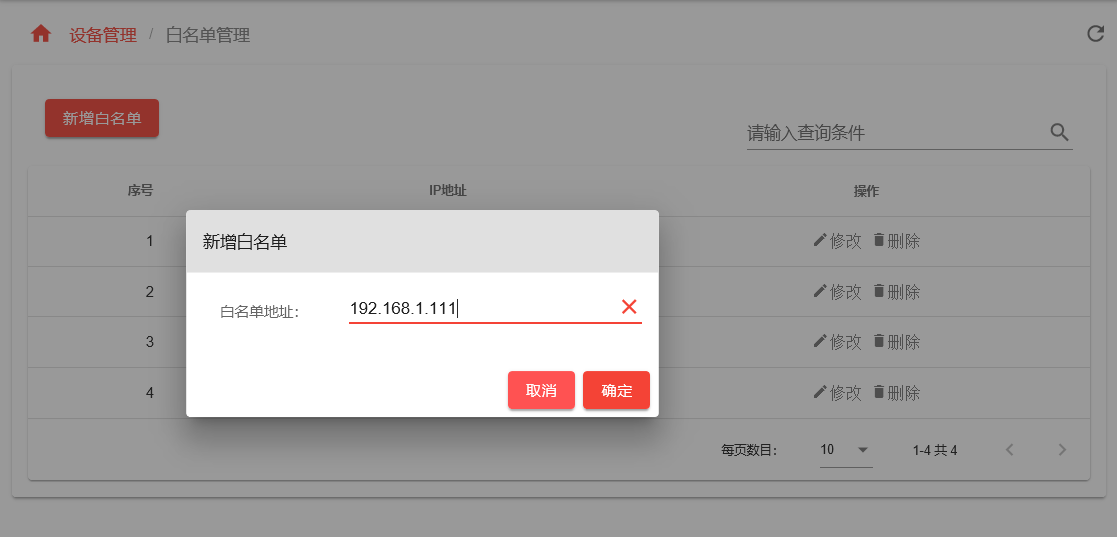 设备管理 / 白名单管理
新增白名单
请输入查询条件
序号 IP地址 操作
新增白名单
1 修改 删除
2 修改 删除
白名单地址: 192.168.1.111
3 修改 删除
4 修改 删除
取消 确定
每页数目: 10 1-4 共 4